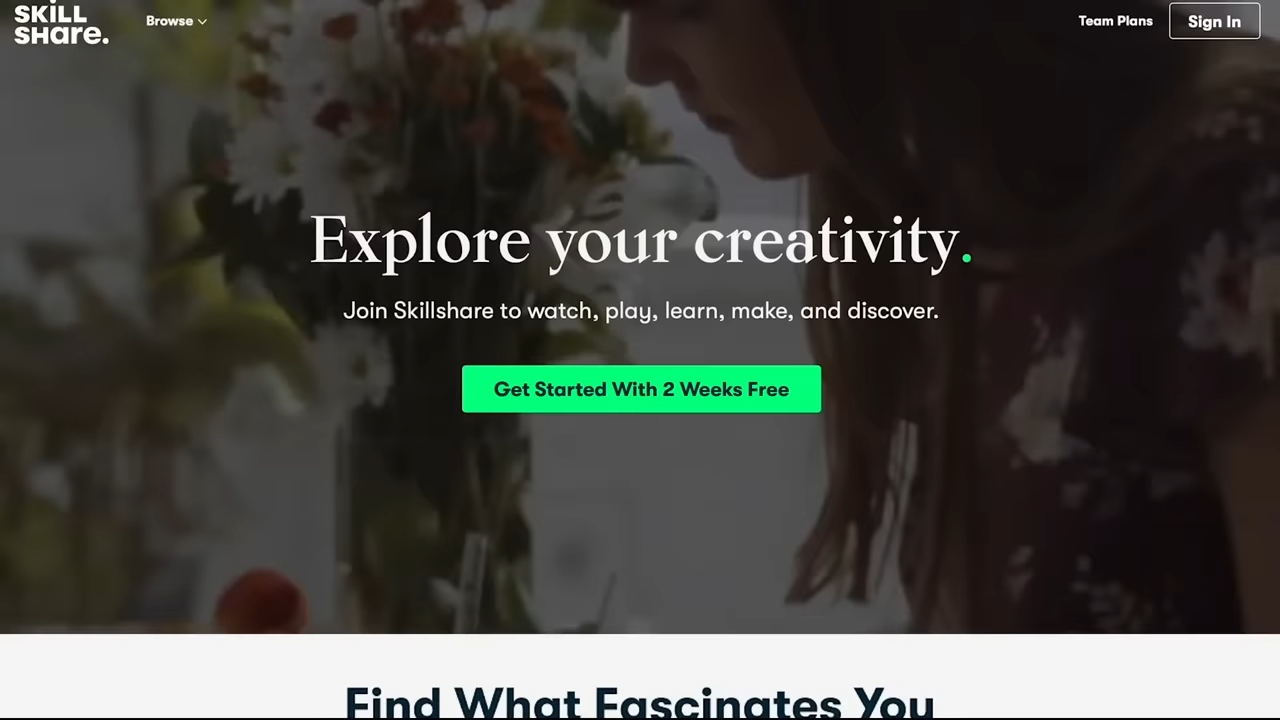 SKILL
SHare.
Browse
Team Plans
Sign In
Explore your creativity.
Join Skillshare to watch, play, learn, make, and discover.
Get Started With 2 Weeks Free
Find What Fascinates You